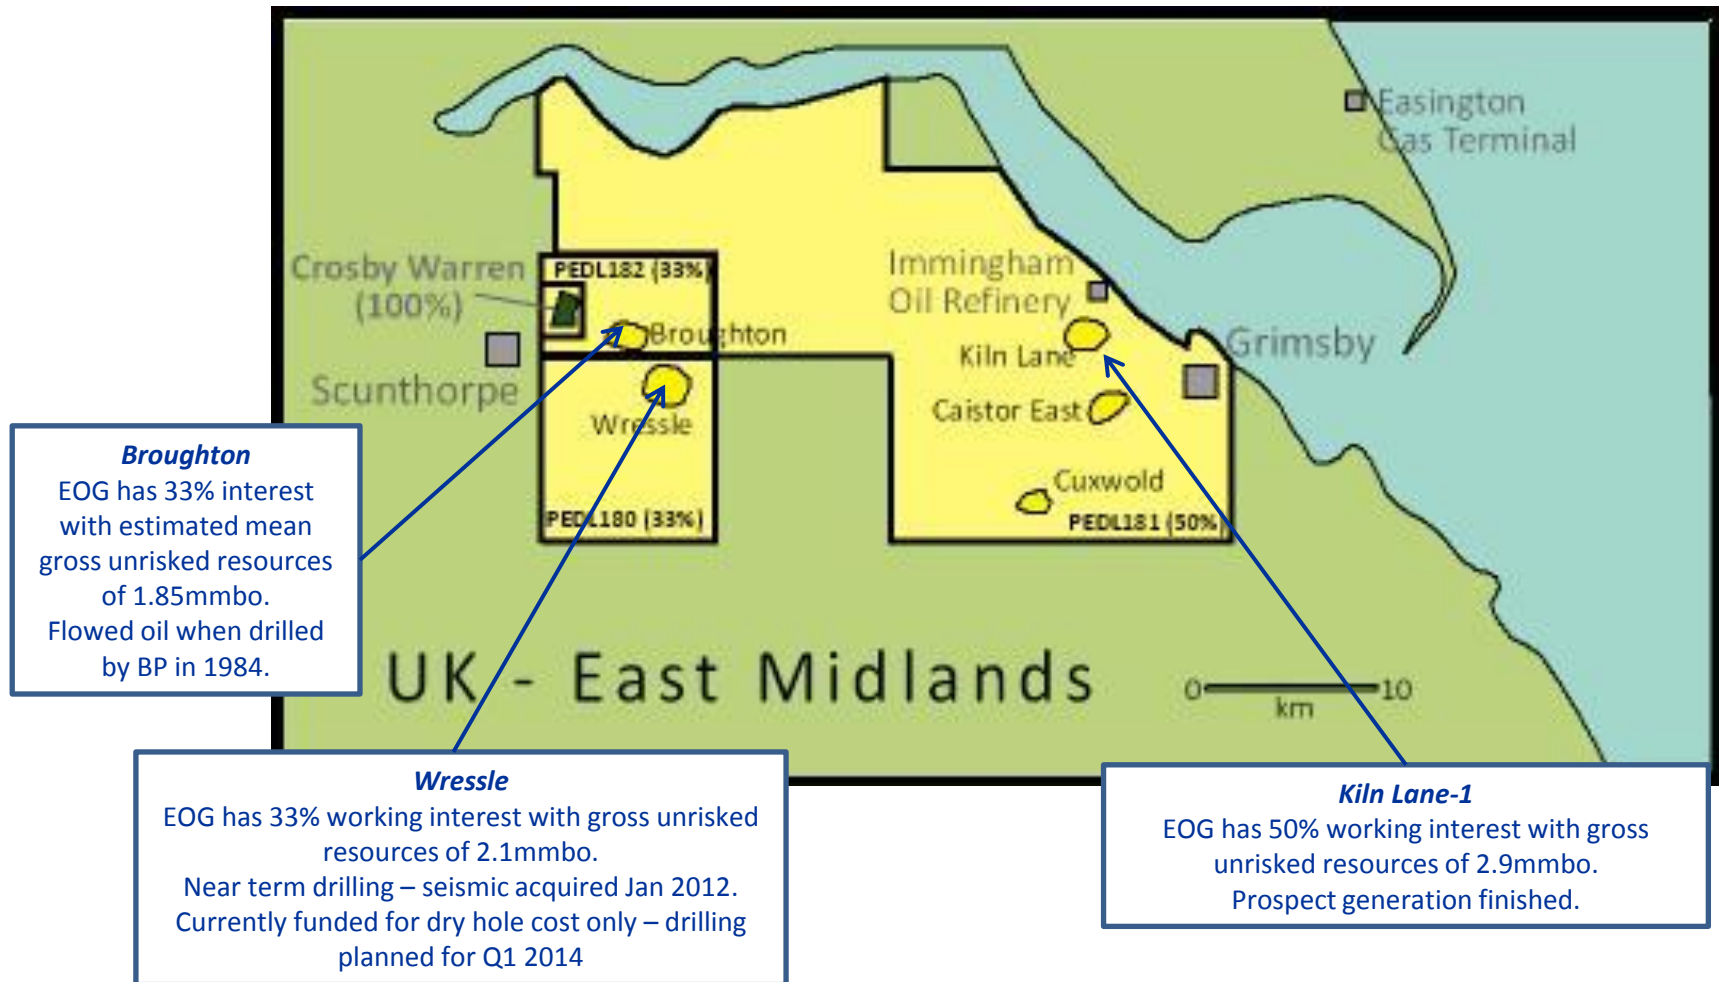 Easington
Gas Terminal
Crosby Warren
(100%)
PEDL182 (33%)
Immingham
Oil Refinery
Broughton
Kiln Lane
Grimsby
Scunthorpe
Wressle
Caistor East
Cuxwold
PEDL180 (33%)
PEDL181 (50%)
UK - East Midlands
0 10
km
Broughton
EOG has 33% interest
with estimated mean
gross unrisked resources
of 1.85mmbo.
Flowed oil when drilled
by BP in 1984.
Wressle
EOG has 33% working interest with gross unrisked
resources of 2.1mmbo.
Near term drilling – seismic acquired Jan 2012.
Currently funded for dry hole cost only – drilling
planned for Q1 2014
Kiln Lane-1
EOG has 50% working interest with gross
unrisked resources of 2.9mmbo.
Prospect generation finished.